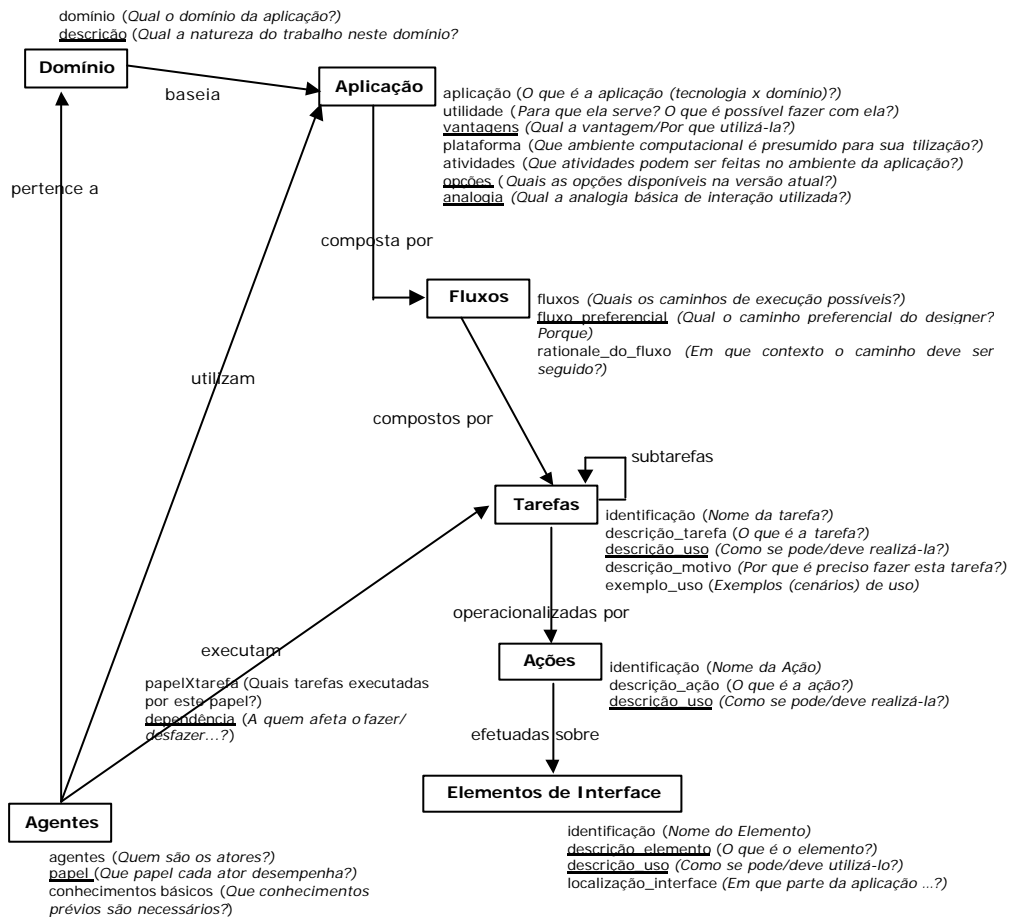 domínio (Qual o domínio da aplicação?)
descrição (Qual a natureza do trabalho neste domínio?
Domínio
baseia
Aplicação
aplicação (O que é a aplicação (tecnologia x domínio)?)
utilidade (Para que ela serve? O que é possível fazer com ela?)
vantagens (Qual a vantagem/Por que utilizá-la?)
plataforma (Que ambiente computacional é presumido para sua tilização?)
atividades (Que atividades podem ser feitas no ambiente da aplicação?)
opções (Quais as opções disponíveis na versão atual?)
analogia (Qual a analogia básica de interação utilizada?)
pertence a
composta por
Fluxos
fluxos (Quais os caminhos de execução possíveis?)
fluxo_preferencial (Qual o caminho preferencial do designer?
Porque)
rationale_do_fluxo (Em que contexto o caminho deve ser
seguido?)
utilizam
compostos por
subtarefas
Tarefas
identificação (Nome da tarefa?)
descrição_tarefa (O que é a tarefa?)
descrição_uso (Como se pode/deve realizá-la?)
descrição_motivo (Por que é preciso fazer esta tarefa?)
exemplo_uso (Exemplos (cenários) de uso)
operacionalizadas por
executam
papelXtarefa (Quais tarefas executadas
por este papel?)
dependência (A quem afeta o fazer/
desfazer...?)
Ações
identificação (Nome da Ação)
descrição_ação (O que é a ação?)
descrição_uso (Como se pode/deve realizá-la?)
efetuadas sobre
Elementos de Interface
identificação (Nome do Elemento)
descrição_elemento (O que é o elemento?)
descrição_uso (Como se pode/deve utilizá-lo?)
localização_interface (Em que parte da aplicação ...?)
Agentes
agentes (Quem são os atores?)
papel (Que papel cada ator desempenha?)
conhecimentos básicos (Que conhecimentos
prévios são necessários?)